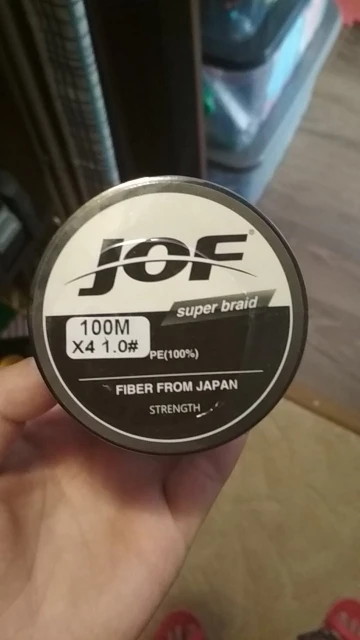 JOF®
super braid
100M
X4 1.0#
PE(100%)
FIBER FROM JAPAN
STRENGTH